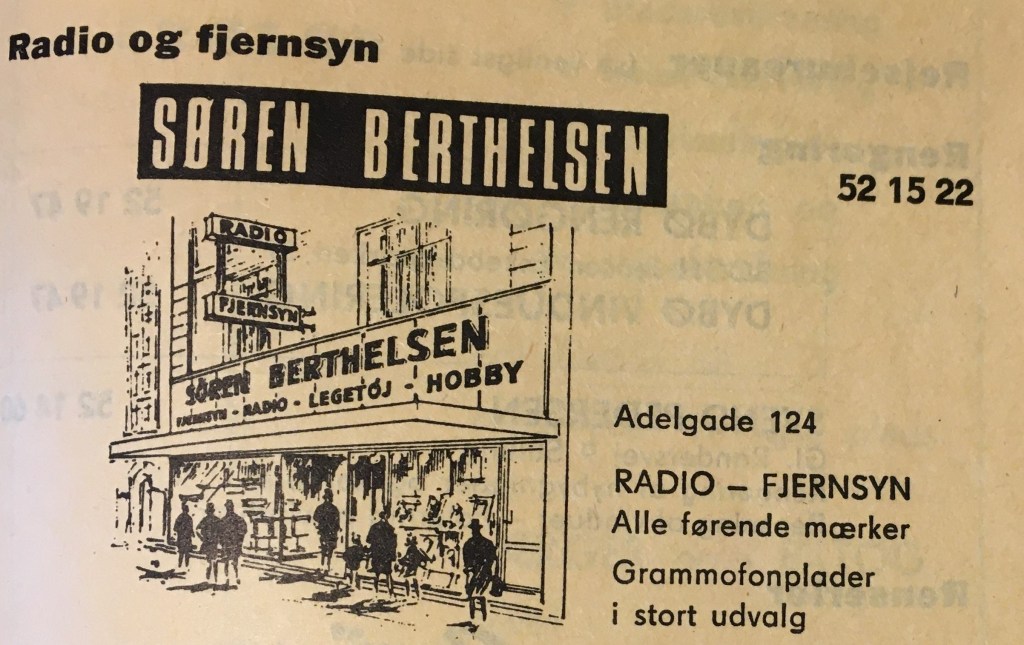 Radio og fjernsyn
SØREN BERTHELSEN
52 15 22
RADIO
FJERNSYN
SØREN BERTHELSEN
FJERNSYN - RADIO - LEGETØJ - HOBBY
Adelgade 124
RADIO – FJERNSYN
Alle førende mærker
Grammofonplader
i stort udvalg